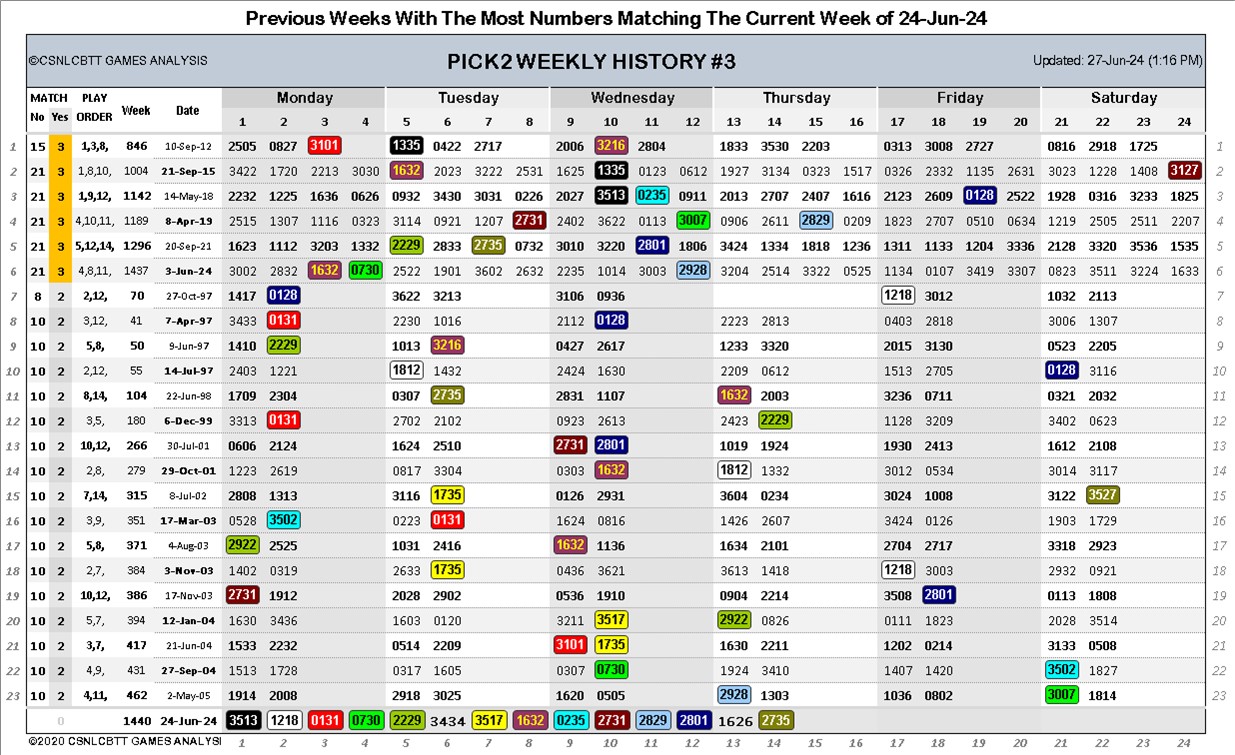 Previous Weeks With The Most Numbers Matching The Current Week of 24-Jun-24
©CSNLCBTT GAMES ANALYSIS PICK2 WEEKLY HISTORY #3 Updated: 27-Jun-24 (1:16 PM)
MATCH PLAY Week Date Monday Tuesday Wednesday Thursday Friday Saturday
No Yes ORDER 1 2 3 4 5 6 7 8 9 10 11 12 13 14 15 16 17 18 19 20 21 22 23 24
1 15 3 1,3,8, 846 10-Sep-12 2505 0827 3101 1335 0422 2717 2006 3216 2804 1833 3530 2203 0313 3008 2727 0816 2918 1725 1
2 21 3 1,8,10, 1004 21-Sep-15 3422 1720 2213 3030 1632 2023 3222 2531 1625 1335 0123 0612 1927 3134 0323 1517 0326 2332 1135 2631 3023 1228 1408 3127 2
3 21 3 1,9,12, 1142 14-May-18 2232 1225 1636 0626 0932 3430 3031 0226 2027 3513 0235 0911 2013 2707 2407 1616 2123 2609 0128 2522 1928 0316 3233 1825 3
4 21 3 4,10,11, 1189 8-Apr-19 2515 1307 1116 0323 3114 0921 1207 2731 2402 3622 0113 3007 0906 2611 2829 0209 1823 2707 0510 0634 1219 2505 2511 2207 4
5 21 3 5,12,14, 1296 20-Sep-21 1623 1112 3203 1332 2229 2833 2735 0732 3010 3220 2801 1806 3424 1334 1818 1236 1311 1133 1204 3336 2128 3320 3536 1535 5
6 21 3 4,8,11, 1437 3-Jun-24 3002 2832 1632 0730 2522 1901 3602 2632 2235 1014 3003 2928 3204 2514 3322 0525 1134 0107 3419 3307 0823 3511 3224 1633 6
7 8 2 2,12, 70 27-Oct-97 1417 0128 3622 3213 3106 0936 1218 3012 1032 2113 7
8 10 2 3,12, 41 7-Apr-97 3433 0131 2230 1016 2112 0128 2223 2813 0403 2818 3006 1307 8
9 10 2 5,8, 50 9-Jun-97 1410 2229 1013 3216 0427 2617 1233 3320 2015 3130 0523 2205 9
10 10 2 2,12, 55 14-Jul-97 2403 1221 1812 1432 2424 1630 2209 0612 1513 2705 0128 3116 10
11 10 2 8,14, 104 22-Jun-98 1709 2304 0307 2735 2831 1107 1632 2003 3236 0711 0321 2032 11
12 10 2 3,5, 180 6-Dec-99 3313 0131 2702 2102 0923 2613 2423 2229 1128 3209 3402 0623 12
13 10 2 10,12, 266 30-Jul-01 0606 2124 1624 2510 2731 2801 1019 1924 1930 2413 1612 2108 13
14 10 2 2,8, 279 29-Oct-01 1223 2619 0817 3304 0303 1632 1812 1332 3012 0534 3014 3117 14
15 10 2 7,14, 315 8-Jul-02 2808 1313 3116 1735 0126 2931 3604 0234 3024 1008 3122 3527 15
16 10 2 3,9, 351 17-Mar-03 0528 3502 0223 0131 1624 0816 1426 2607 3424 0126 1903 1729 16
17 10 2 5,8, 371 4-Aug-03 2922 2525 1031 2416 1632 1136 1634 2101 2704 2717 3318 2923 17
18 10 2 2,7, 384 3-Nov-03 1402 0319 2633 1735 0436 3621 3613 1418 1218 3003 2932 0921 18
19 10 2 10,12, 386 17-Nov-03 2731 1912 2028 2902 0536 1910 0904 2214 3508 2801 0113 1808 19
20 10 2 5,7, 394 12-Jan-04 1630 3436 1603 0120 3211 3517 2922 0826 0111 1823 2028 3514 20
21 10 2 3,7, 417 21-Jun-04 1533 2232 0514 2209 3101 1735 1630 2211 1202 0214 3133 0508 21
22 10 2 4,9, 431 27-Sep-04 1513 1728 0317 1605 0307 0730 1924 3410 1407 1420 3502 1827 22
23 10 2 4,11, 462 2-May-05 1914 2008 2918 3025 1620 0505 2928 1303 1036 0802 3007 1814 23
0 1440 24-Jun-24 3513 1218 0131 0730 2229 3434 3517 1632 0235 2731 2829 2801 1626 2735
©2020 CSNLCBTT GAMES ANALYSI 1 2 3 4 5 6 7 8 9 10 11 12 13 14 15 16 17 18 19 20 21 22 23 24